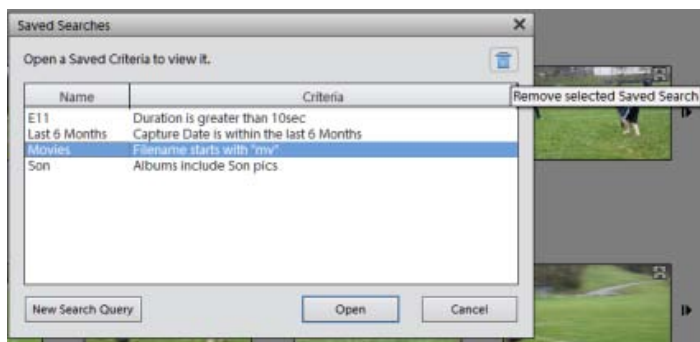 Saved Searches
Open a Saved Criteria to view it.
Name Criteria
Remove selected Saved Search
E11 Duration is greater than 10sec
Last 6 Months Capture Date is within the last 6 Months
Movies Filename starts with "mv"
Son Albums Include Son pics
New Search Query Open Cancel